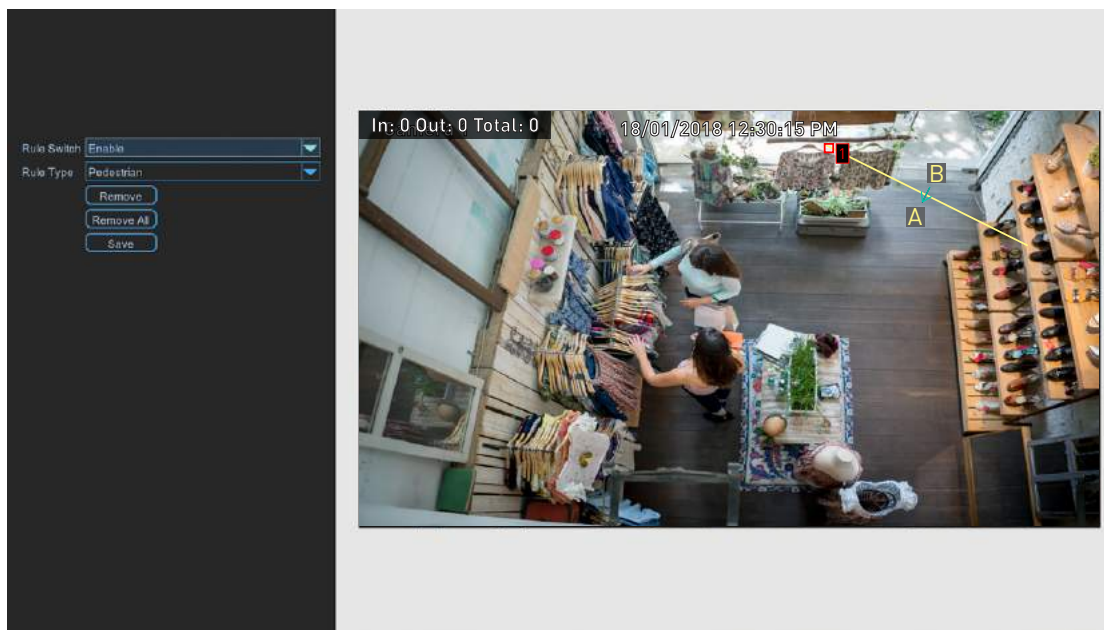 Rule Switch Enable
Rule Type Pedestrian
Remove
Remove All
Save
In: 0 Out: 0 Total: 0
18/01/2018 12:30:15 PM
1
B
A